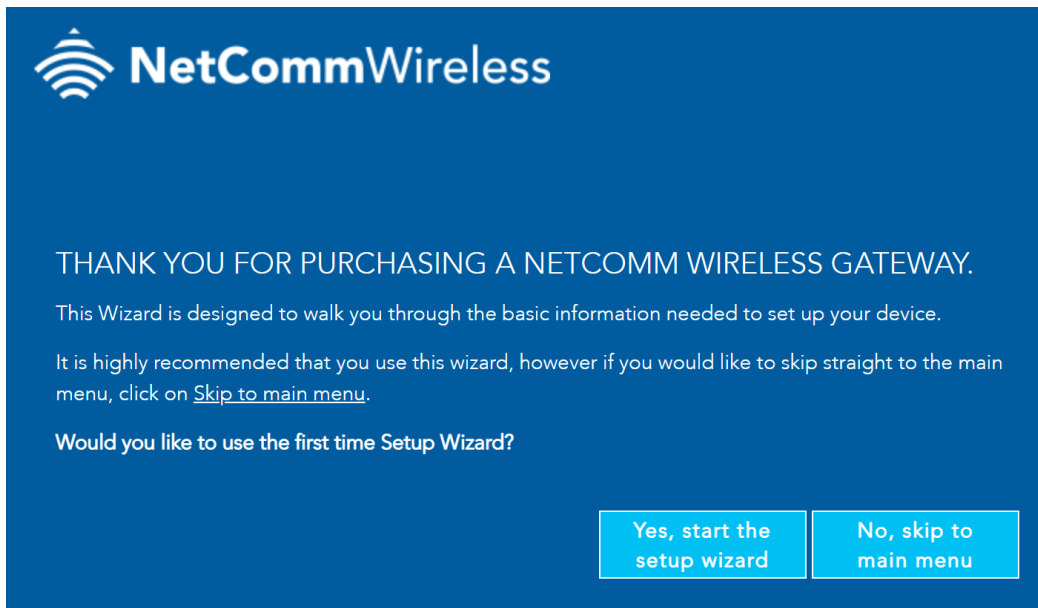 NetCommWireless
THANK YOU FOR PURCHASING A NETCOMM WIRELESS GATEWAY.
This Wizard is designed to walk you through the basic information needed to set up your device.
It is highly recommended that you use this wizard, however if you would like to skip straight to the main
menu, click on Skip to main menu.
Would you like to use the first time Setup Wizard?
Yes, start the
setup wizard
No, skip to
main menu